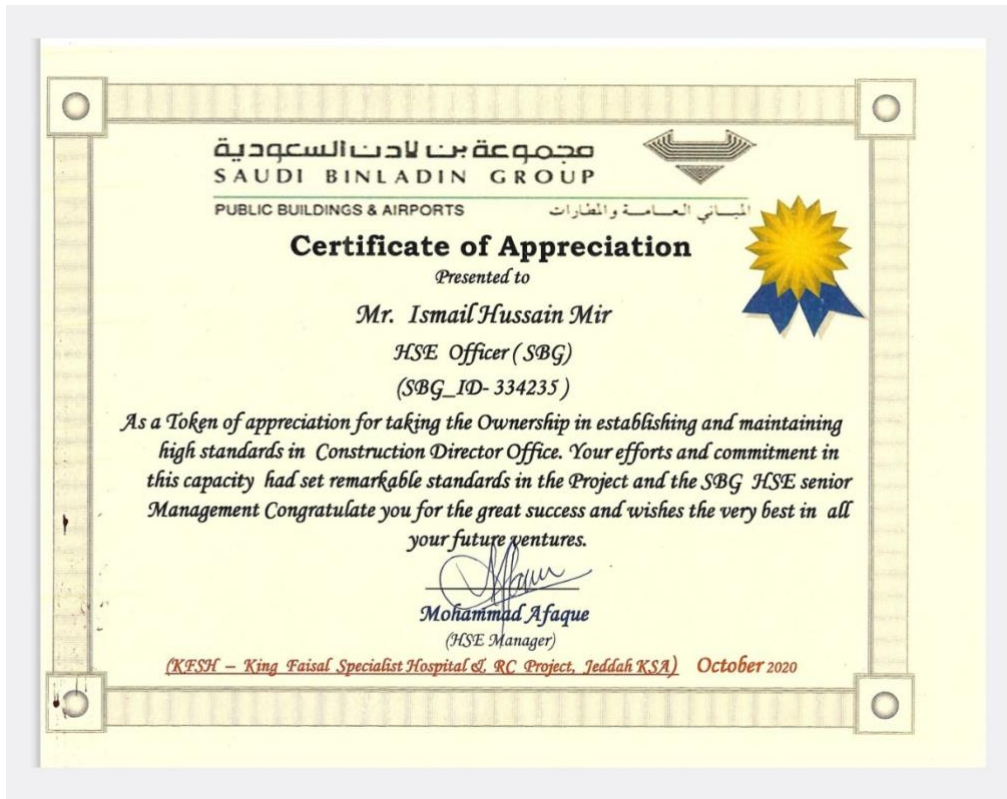 مجموعة بن لادن السعودية
SAUDI BINLADIN GROUP
PUBLIC BUILDINGS & AIRPORTS المباني العامة والمطارات
Certificate of Appreciation
Presented to
Mr. Ismail Hussain Mir
HSE Officer ( SBG)
(SBG_ID- 334235 )
As a Token of appreciation for taking the Ownership in establishing and maintaining
high standards in Construction Director Office. Your efforts and commitment in
this capacity had set remarkable standards in the Project and the SBG HSE senior
Management Congratulate you for the great success and wishes the very best in all
your future ventures.
Afaque
Mohammad Afaque
(HSE Manager)
(KFSH – King Faisal Specialist Hospital & RC Project, Jeddah KSA) October 2020